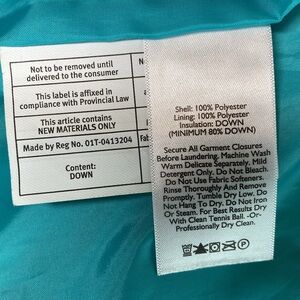 Not to be removed until
delivered to the consumer
This label is affixed in
compliance with Provincial Law
This article contains
NEW MATERIALS ONLY
Made by Reg No. 01T-0413204
Content:
DOWN
Shell: 100% Polyester
Lining: 100% Polyester
Insulation: DOWN
(MINIMUM 80% DOWN)
Secure All Garment Closures
Before Laundering. Machine Wash
Warm Delicate Separately. Mild
Detergent Only. Do Not Bleach.
Do Not Use Fabric Softeners.
Rinse Thoroughly And Remove
Promptly. Tumble Dry Low. Do
Not Hang To Dry. Do Not Iron
Or Steam. For Best Results Dry
With Clean Tennis Ball. -Or-
Professionally Dry Clean.